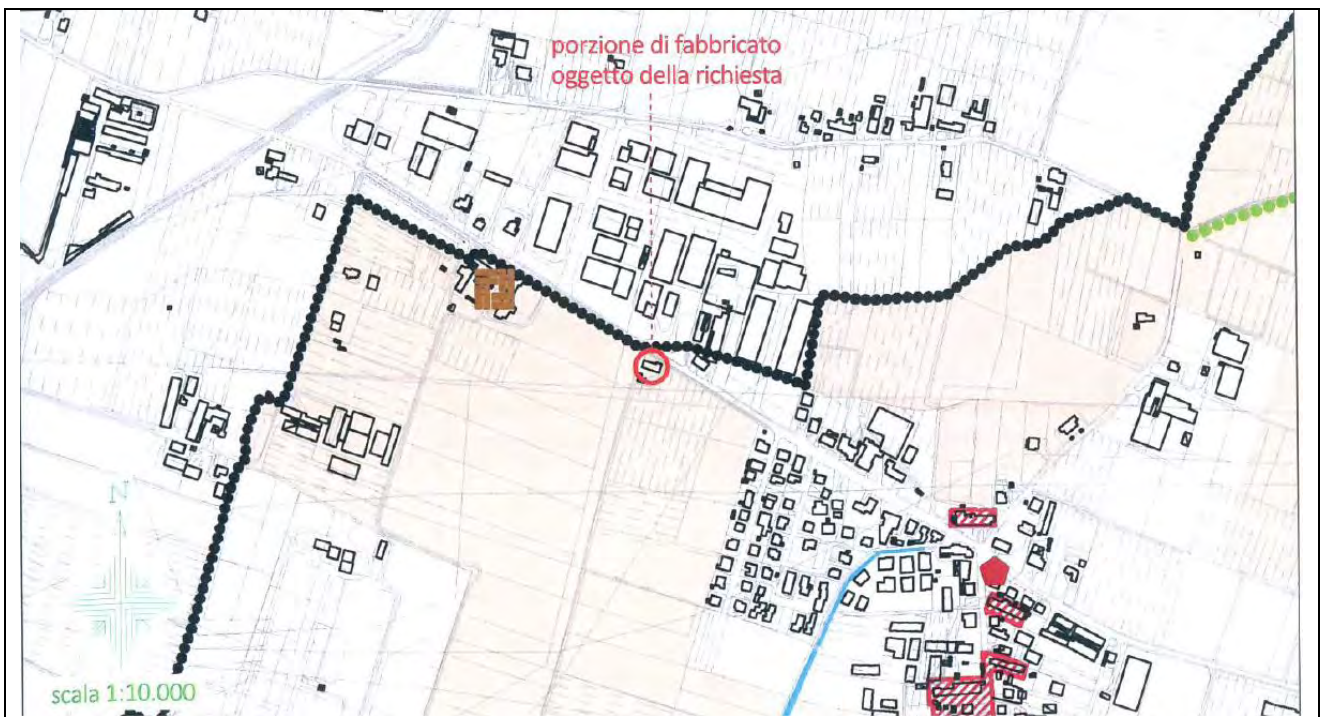 porzione di fabbricato
oggetto della richiesta
N
scala 1:10.000